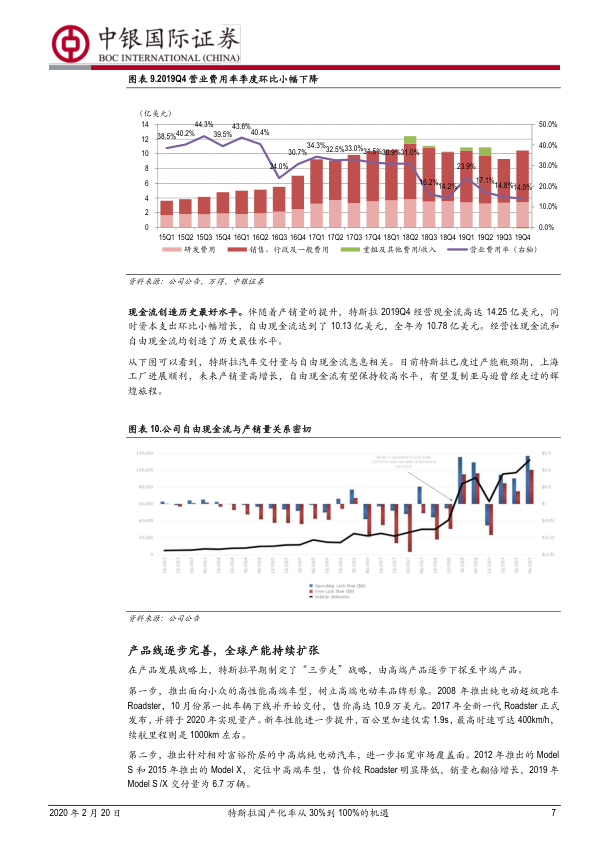 中银国际证券
BOC INTERNATIONAL (CHINA)
图表 9.2019Q4 营业费用率季度环比小幅下降
（亿美元）
14
12
10
8
6
4
2
0
50.0%
40.0%
30.0%
20.0%
10.0%
0.0%
38.5%
40.2%
44.3%
39.5%
43.6%
40.4%
24.0%
30.7%
34.3%
32.5%
33.0%
31.5%
30.9%
31.0%
16.2%
14.2%
23.9%
17.1%
14.8%
14.0%
15Q1 15Q2 15Q3 15Q4 16Q1 16Q2 16Q3 16Q4 17Q1 17Q2 17Q3 17Q4 18Q1 18Q2 18Q3 18Q4 19Q1 19Q2 19Q3 19Q4
研发费用 销售、行政及一般费用 重组及其他费用/收入 营业费用率（右轴）
资料来源：公司公告，万得，中银证券
现金流创造历史最好水平。伴随着产销量的提升，特斯拉 2019Q4 经营现金流高达 14.25 亿美元，同
时资本支出环比小幅增长，自由现金流达到了 10.13 亿美元，全年为 10.78 亿美元。经营性现金流和
自由现金流均创造了历史最佳水平。
从下图可以看到，特斯拉汽车交付量与自由现金流息息相关。目前特斯拉已度过产能瓶颈期，上海
工厂进展顺利，未来产销量高增长，自由现金流有望保持较高水平，有望复制亚马逊曾经走过的辉
煌旅程。
图表 10.公司自由现金流与产销量关系密切
120,000
100,000
80,000
60,000
40,000
20,000
0
$1.5
$1.0
$0.5
$-
$(0.5)
$(1.0)
$(1.5)
Operating cash flow ($B)
Free cash flow ($B)
Vehicle deliveries
资料来源：公司公告
产品线逐步完善，全球产能持续扩张
在产品发展战略上，特斯拉早期制定了“三步走”战略，由高端产品逐步下探至中端产品。
第一步，推出面向小众的高性能高端车型，树立高端电动车品牌形象。2008 年推出纯电动超级跑车
Roadster，10 月份第一批车辆下线并开始交付，售价高达 10.9 万美元。2017 年全新一代 Roadster 正式
发布，并将于 2020 年实现量产。新车性能进一步提升，百公里加速仅需 1.9s，最高时速可达 400km/h，
续航里程则是 1000km 左右。
第二步，推出针对相对富裕阶层的中高端纯电动汽车，进一步拓宽市场覆盖面。2012 年推出的 Model
S 和 2015 年推出的 Model X，定位中高端车型，售价较 Roadster 明显降低，销量也翻倍增长，2019 年
Model S /X 交付量为 6.7 万辆。
2020 年 2 月 20 日 特斯拉国产化率从 30%到 100%的机遇 7